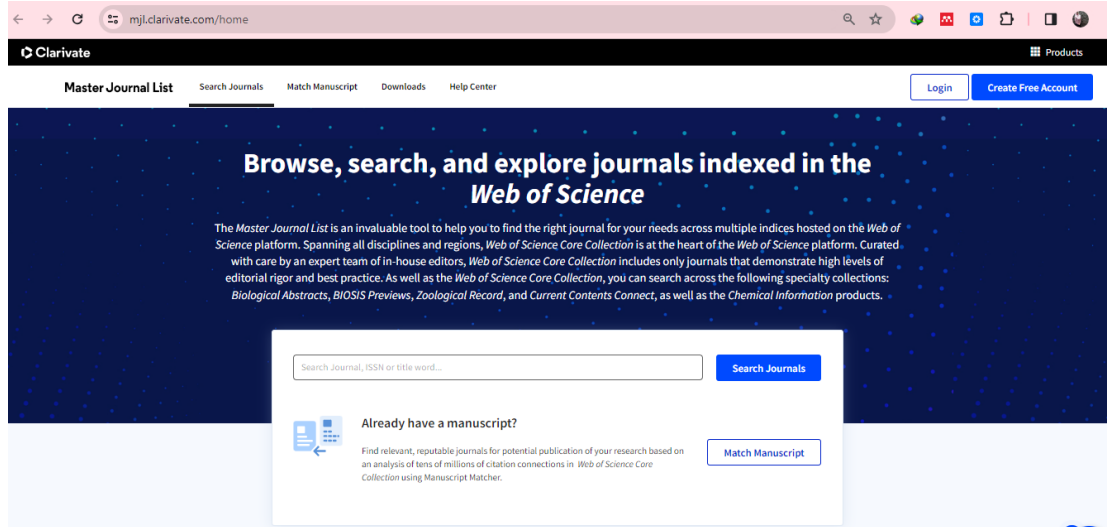 mjl.clarivate.com/home
Clarivate
Products
Master Journal List
Search Journals
Match Manuscript
Downloads
Help Center
Login
Create Free Account
Browse, search, and explore journals indexed in the
Web of Science
The Master Journal List is an invaluable tool to help you to find the right journal for your needs across multiple indices hosted on the Web of
Science platform. Spanning all disciplines and regions, Web of Science Core Collection is at the heart of the Web of Science platform. Curated
with care by an expert team of in-house editors, Web of Science Core Collection includes only journals that demonstrate high levels of
editorial rigor and best practice. As well as the Web of Science Core Collection, you can search across the following specialty collections:
Biological Abstracts, BIOSIS Previews, Zoological Record, and Current Contents Connect, as well as the Chemical Information products.
Search Journal, ISSN or title word...
Search Journals
Already have a manuscript?
Find relevant, reputable journals for potential publication of your research based on
an analysis of tens of millions of citation connections in Web of Science Core
Collection using Manuscript Matcher.
Match Manuscript